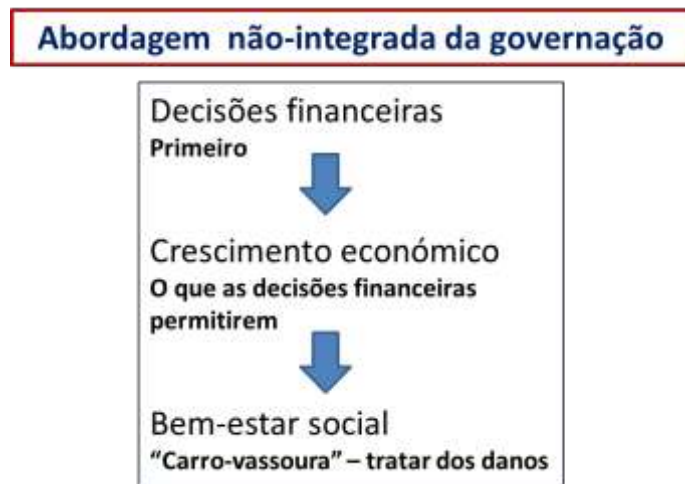 Abordagem não-integrada da governação
Decisões financeiras
Primeiro
Crescimento económico
O que as decisões financeiras
permitirem
Bem-estar social
“Carro-vassoura” – tratar dos danos